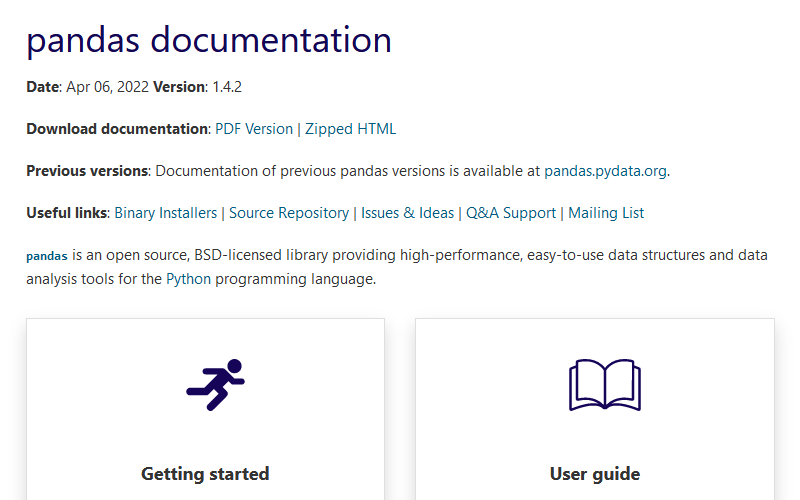 pandas documentation
Date: Apr 06, 2022 Version: 1.4.2
Download documentation: PDF Version | Zipped HTML
Previous versions: Documentation of previous pandas versions is available at pandas.pydata.org.
Useful links: Binary Installers | Source Repository | Issues & Ideas | Q&A Support | Mailing List
pandas is an open source, BSD-licensed library providing high-performance, easy-to-use data structures and data
analysis tools for the Python programming language.
Getting started
User guide